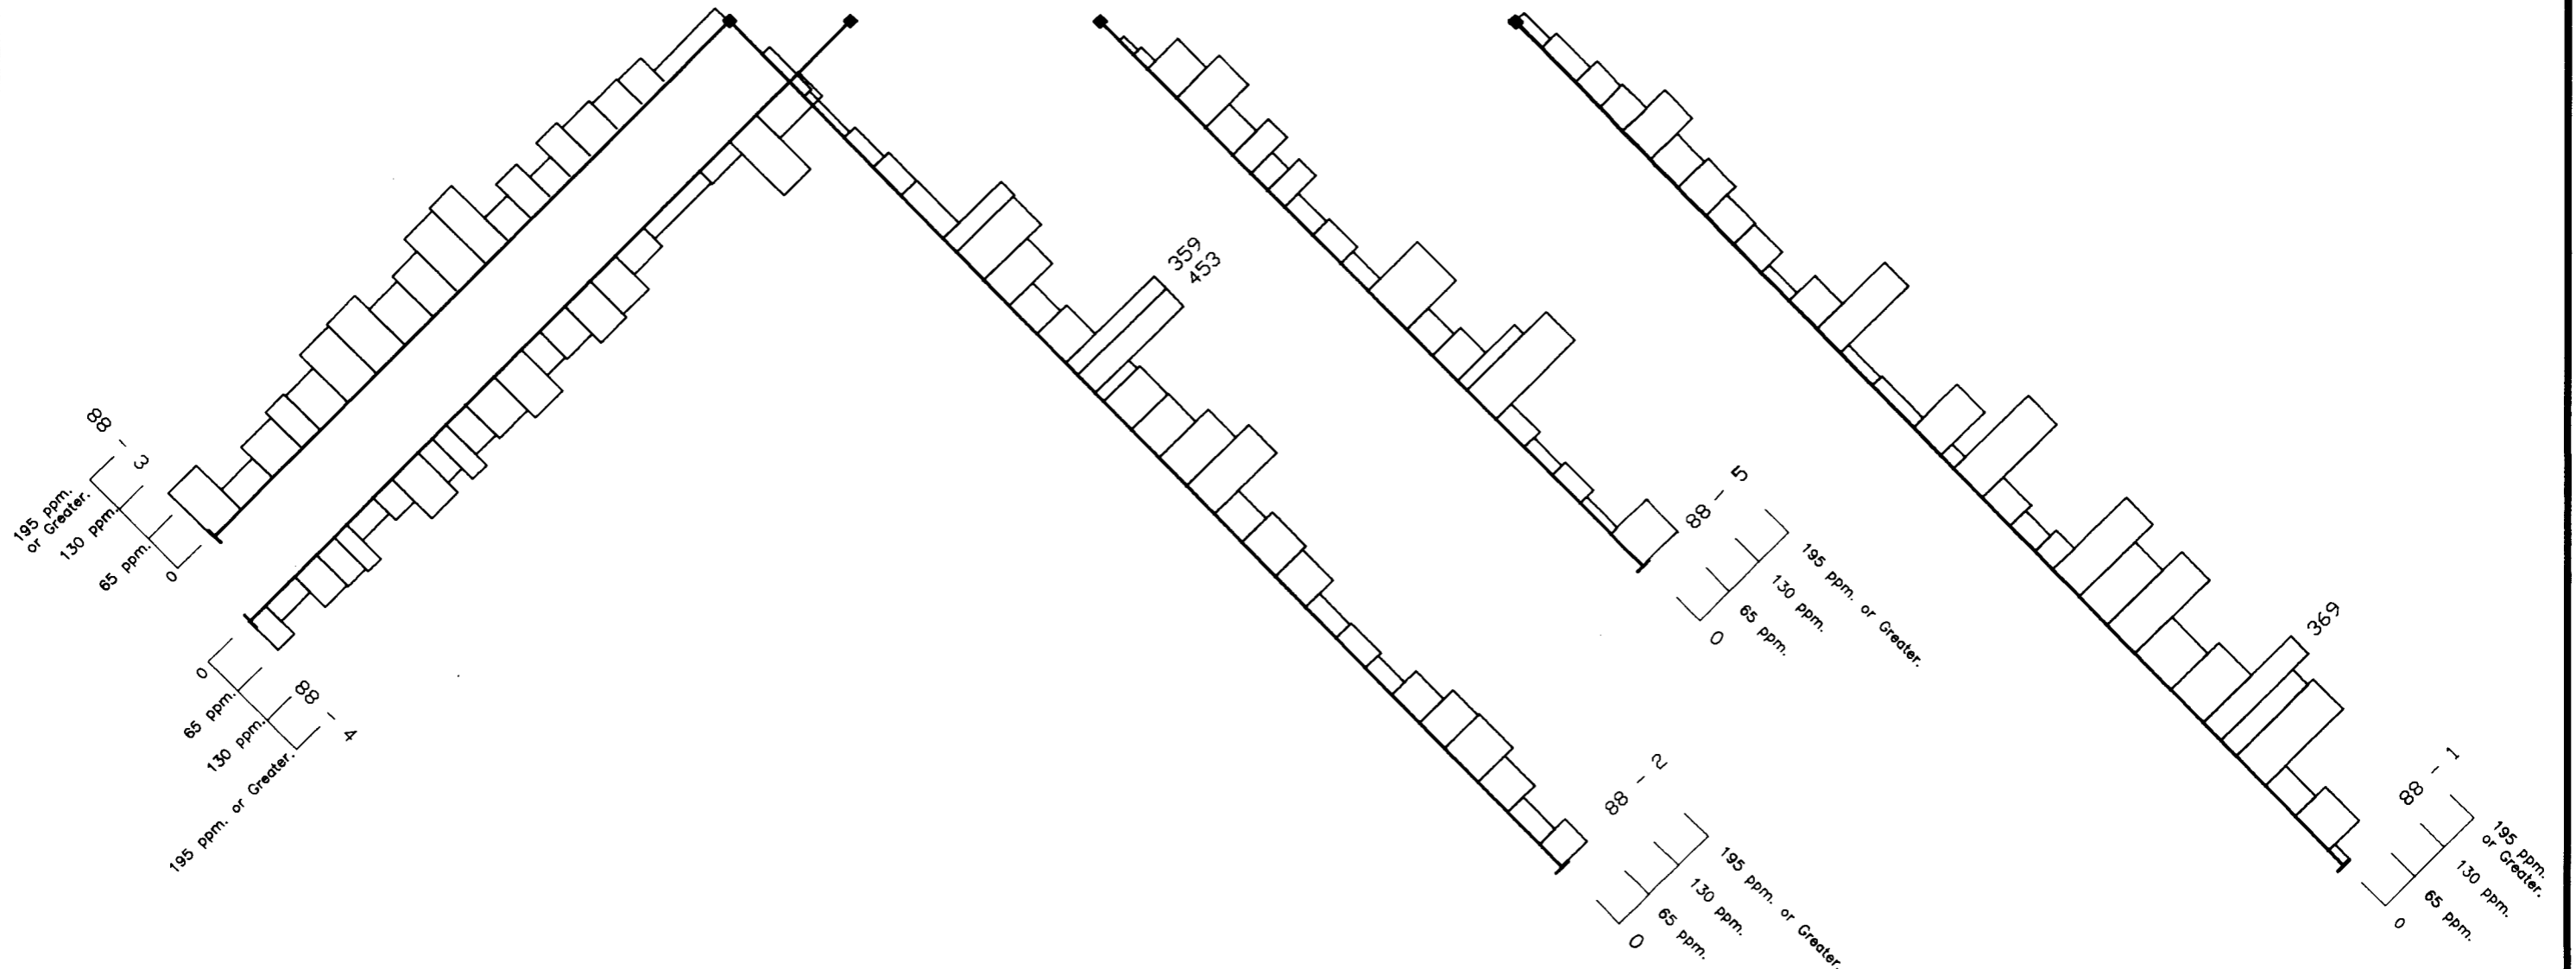 88 - 3
195 ppm.
or Greater.
130 ppm.
65 ppm.
0
0
65 ppm.
130 ppm.
195 ppm. or Greater.
88 - 4
359
453
88 - 2
195 ppm. or Greater.
130 ppm.
65 ppm.
0
88 - 5
195 ppm. or Greater.
130 ppm.
65 ppm.
0
369
88 - 1
195 ppm.
or Greater.
130 ppm.
65 ppm.
0